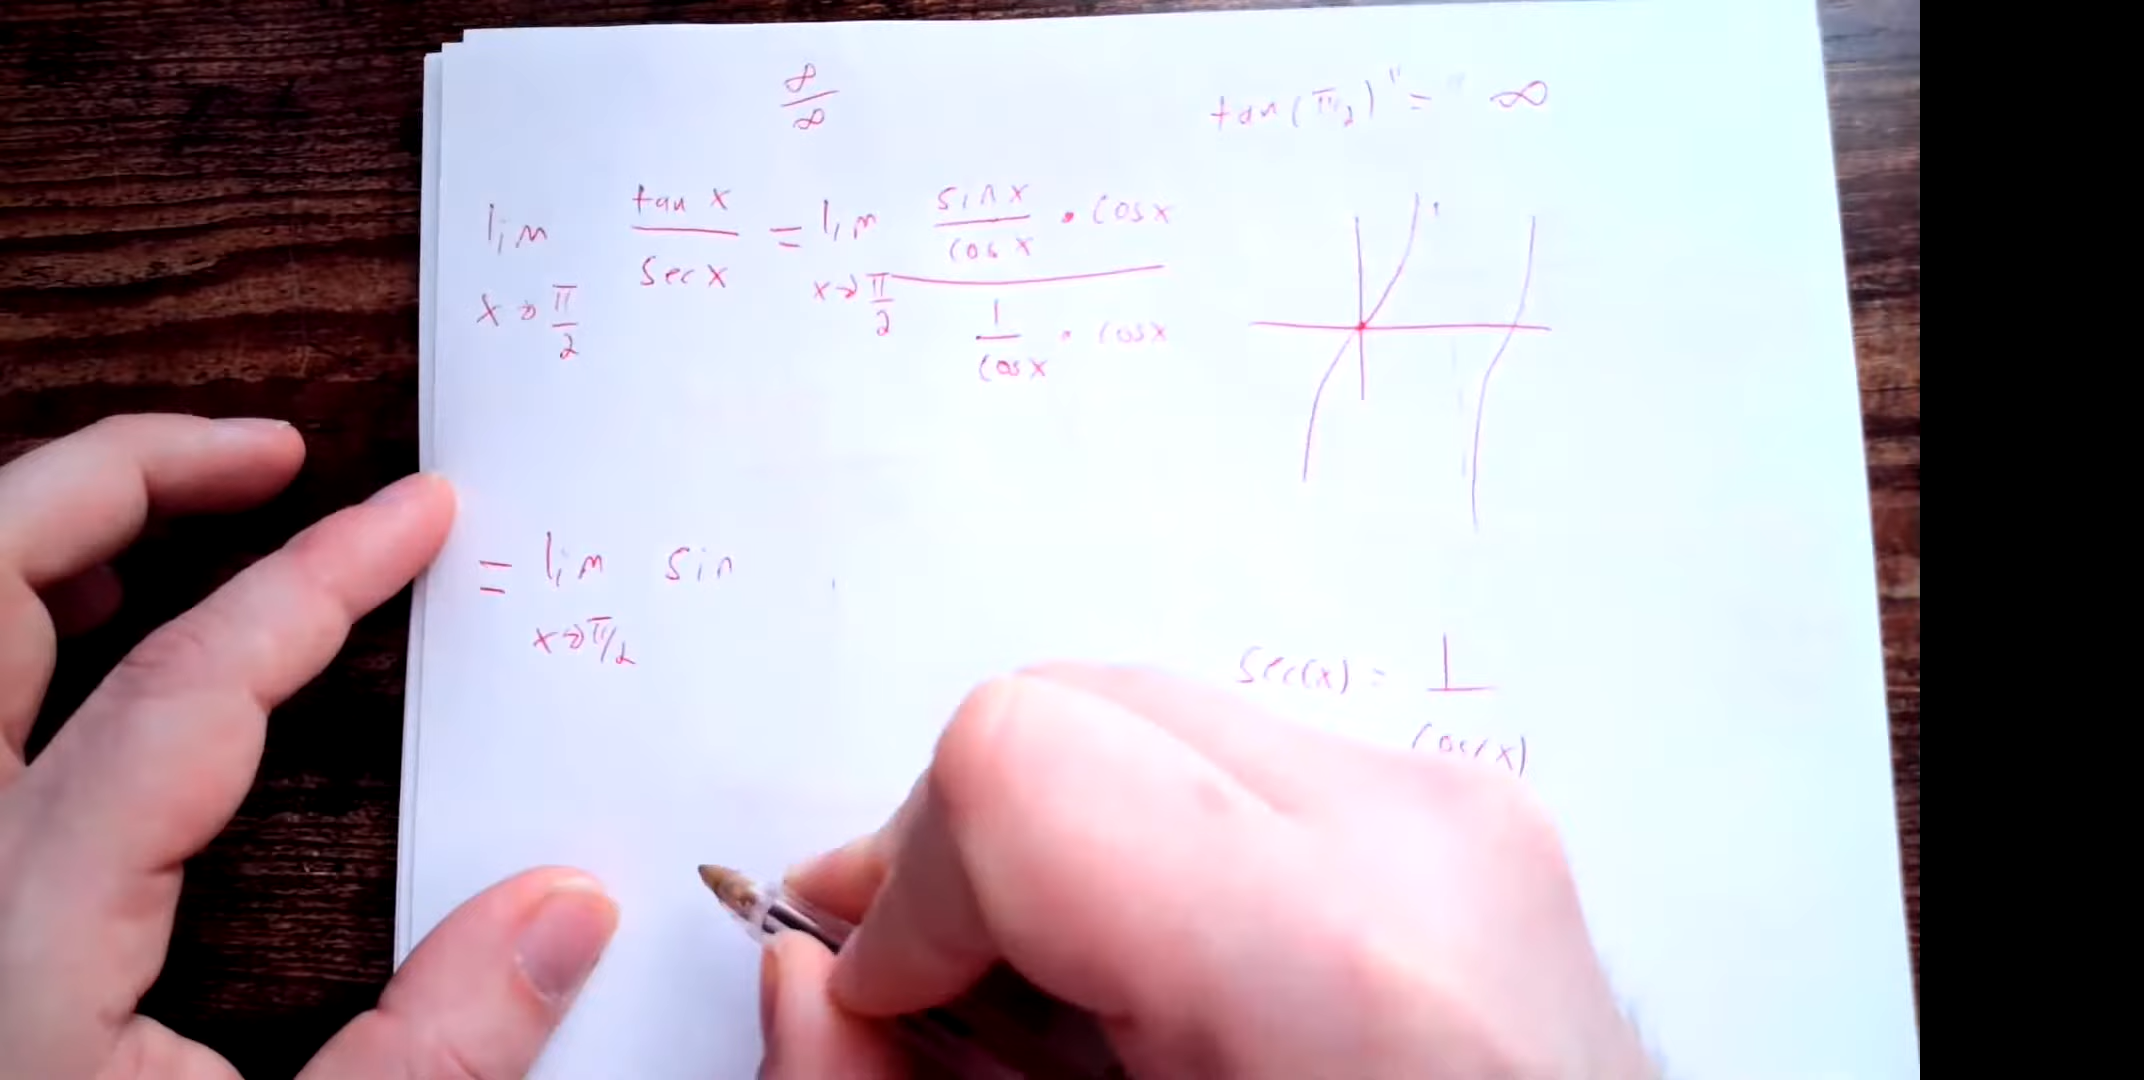 ∞/∞
tan(π/2) "=" ∞
lim x→π/2 tan x / sec x = lim x→π/2 (sin x / cos x · cos x) / (1 / cos x · cos x)
= lim x→π/2 sin
sec(x) = 1 / cos(x)